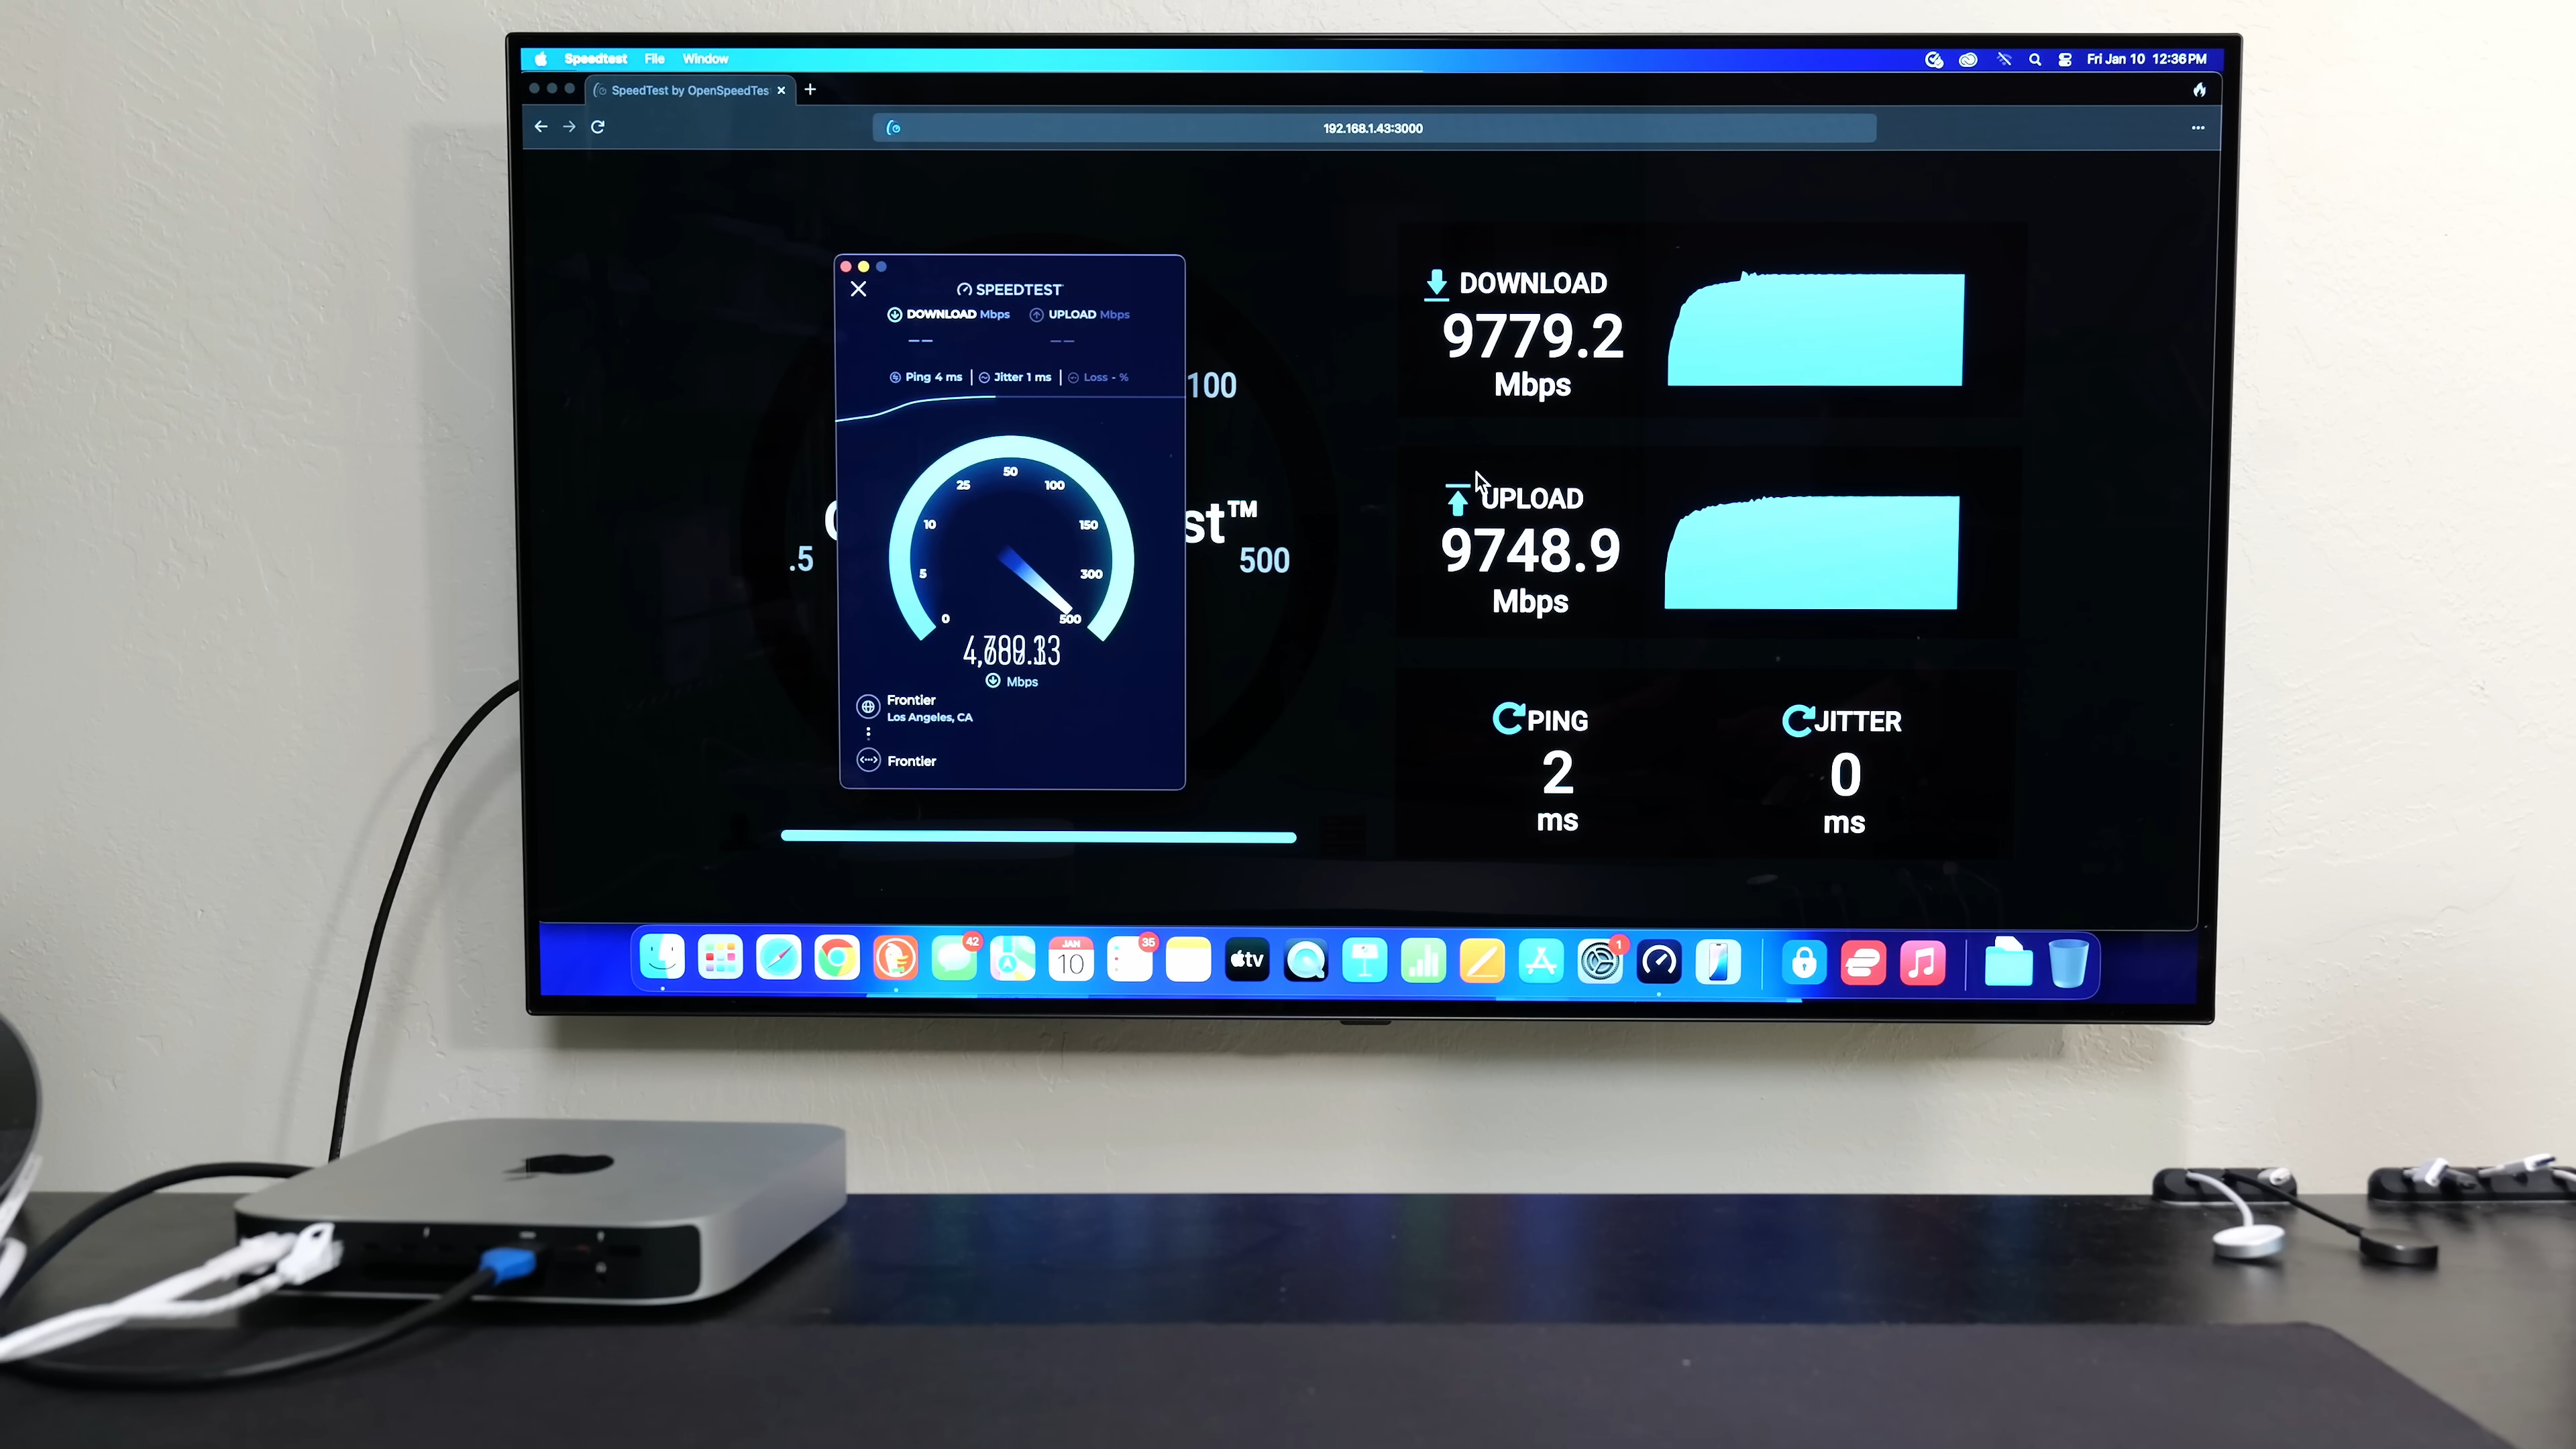 Speedtest File Window
Fri Jan 10 12:36 PM
SpeedTest by OpenSpeedTes
192.168.1.43:3000
SPEEDTEST
DOWNLOAD Mbps UPLOAD Mbps
Ping 4 ms Jitter 1 ms Loss - %
0
5
10
25
50
100
150
300
500
Mbps
Frontier
Los Angeles, CA
Frontier
.5
100
st™
500
DOWNLOAD
9779.2
Mbps
UPLOAD
9748.9
Mbps
PING
2
ms
JITTER
0
ms
42
JAN
10
35
tv
1